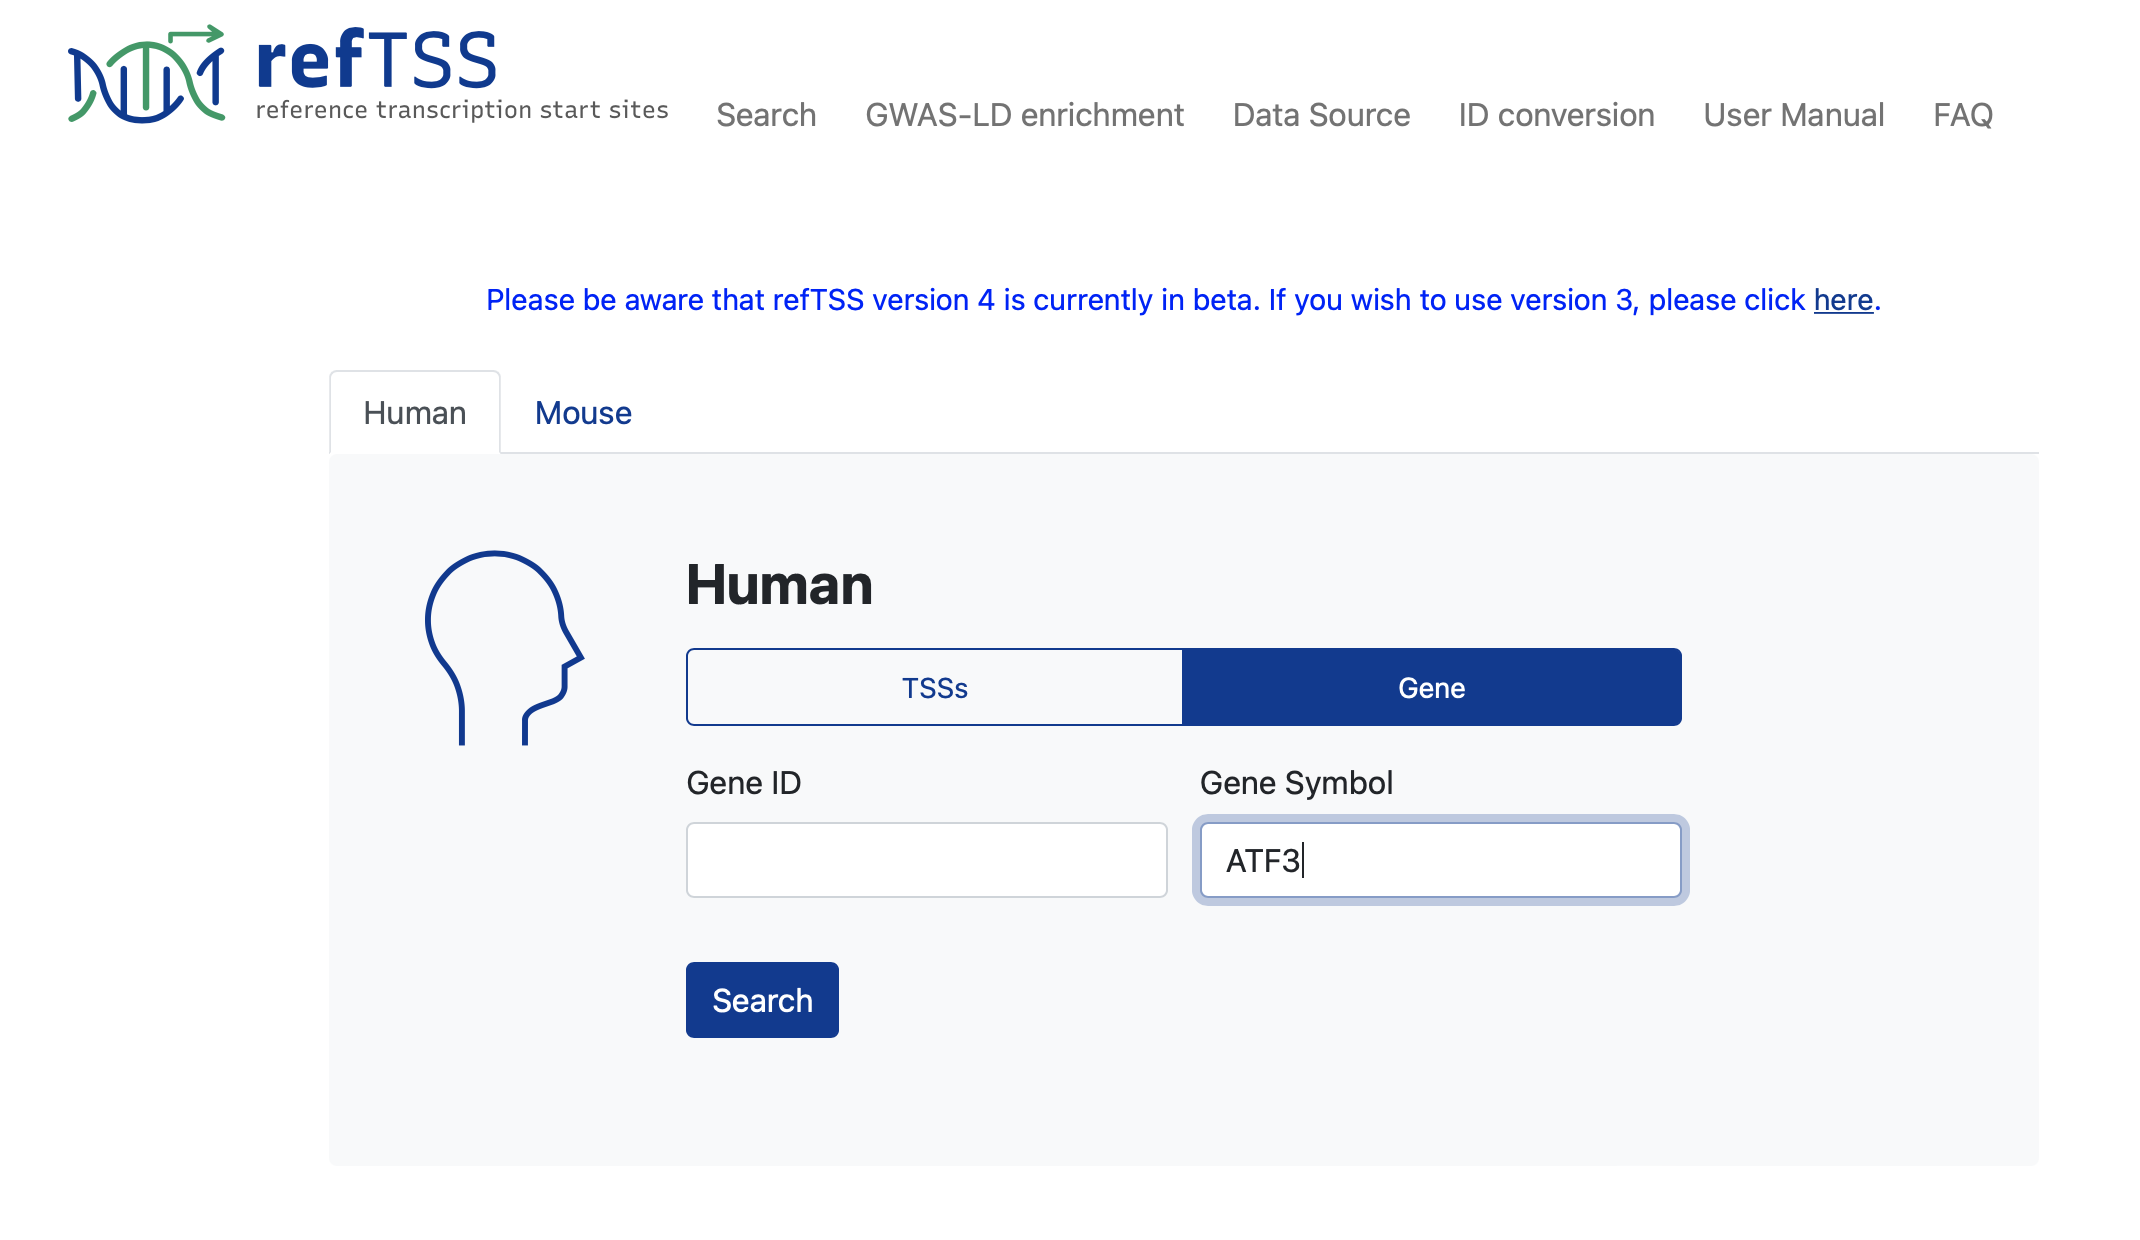 refTSS
reference transcription start sites
Search GWAS-LD enrichment Data Source ID conversion User Manual FAQ
Please be aware that refTSS version 4 is currently in beta. If you wish to use version 3, please click here.
Human Mouse
Human
TSSs Gene
Gene ID Gene Symbol
ATF3
Search